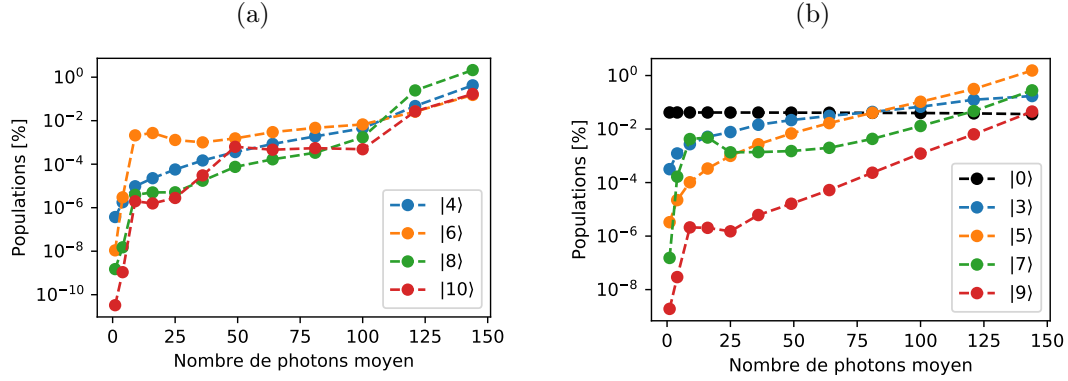 (a)
Populations [%]
10^0
10^−2
10^−4
10^−6
10^−8
10^−10
|4⟩
|6⟩
|8⟩
|10⟩
0 25 50 75 100 125 150
Nombre de photons moyen
(b)
Populations [%]
10^0
10^−2
10^−4
10^−6
10^−8
|0⟩
|3⟩
|5⟩
|7⟩
|9⟩
0 25 50 75 100 125 150
Nombre de photons moyen